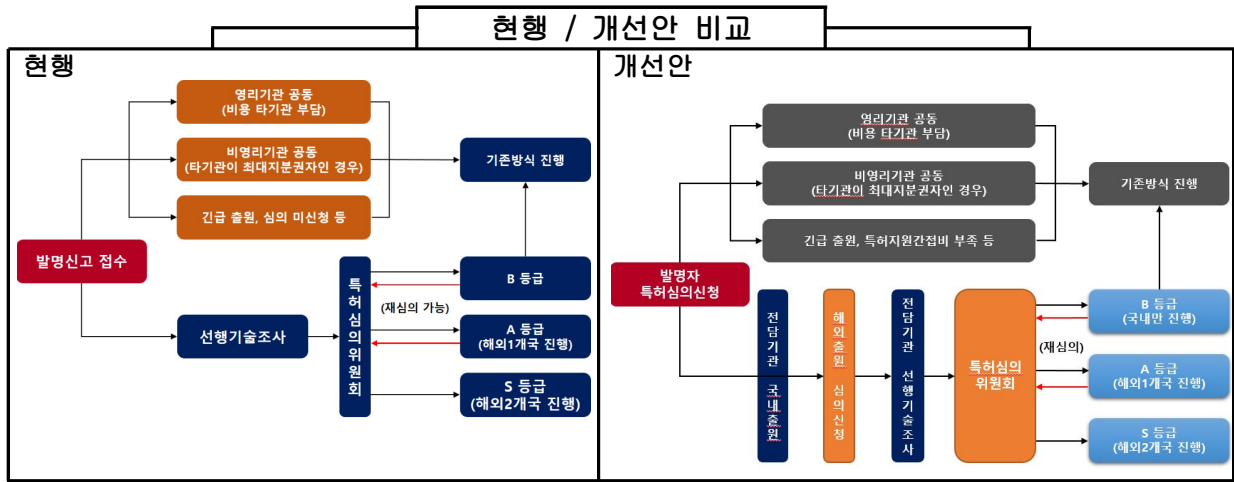 현행 / 개선안 비교
현행
영리기관 공동
(비용 타기관 부담)
비영리기관 공동
(타기관이 최대지분권자인 경우)
기존방식 진행
긴급 출원, 심의 미신청 등
발명신고 접수
특허심의위원회
B 등급
(재심의 가능)
선행기술조사
A 등급
(해외1개국 진행)
S 등급
(해외2개국 진행)
개선안
영리기관 공동
(비용 타기관 부담)
비영리기관 공동
(타기관이 최대지분권자인 경우)
기존방식 진행
긴급 출원, 특허지원간접비 부족 등
발명자
특허심의신청
전담기관 국내출원
해외출원 심의신청
전담기관 선행기술조사
특허심의
위원회
B 등급
(국내만 진행)
(재심의)
A 등급
(해외1개국 진행)
S 등급
(해외2개국 진행)